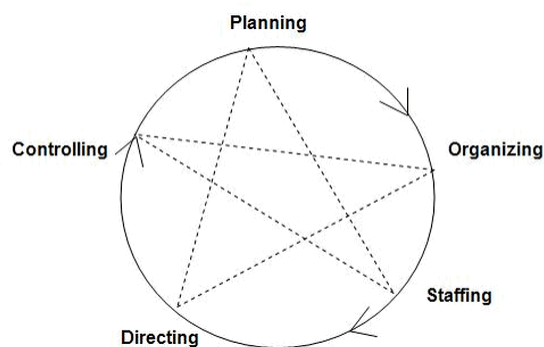 Planning
Controlling
Organizing
Staffing
Directing